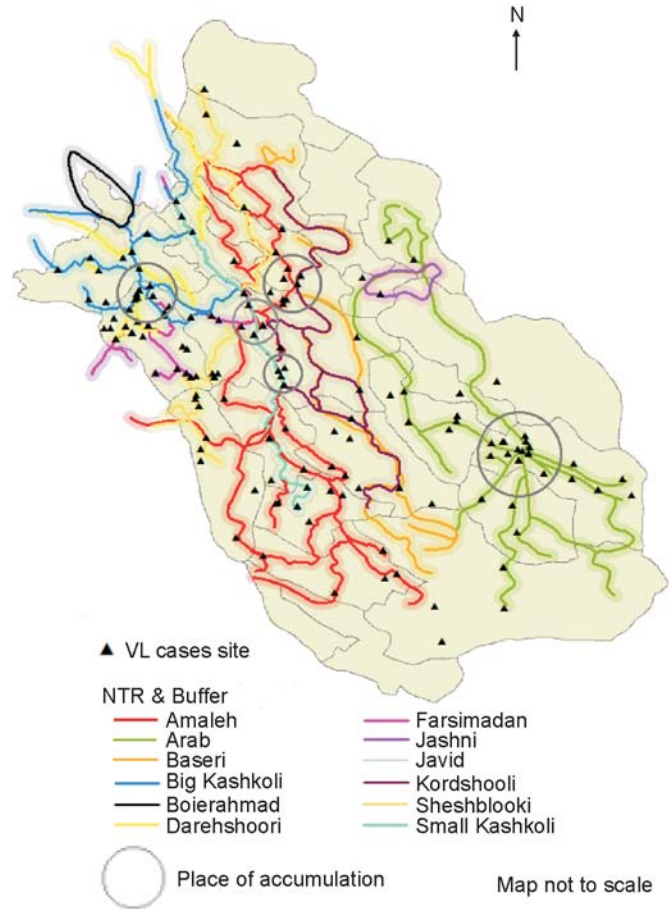 N
VL cases site
NTR & Buffer
Amaleh
Arab
Baseri
Big Kashkoli
Boierahmad
Darehshoori
Farsimadan
Jashni
Javid
Kordshooli
Sheshblooki
Small Kashkoli
Place of accumulation
Map not to scale